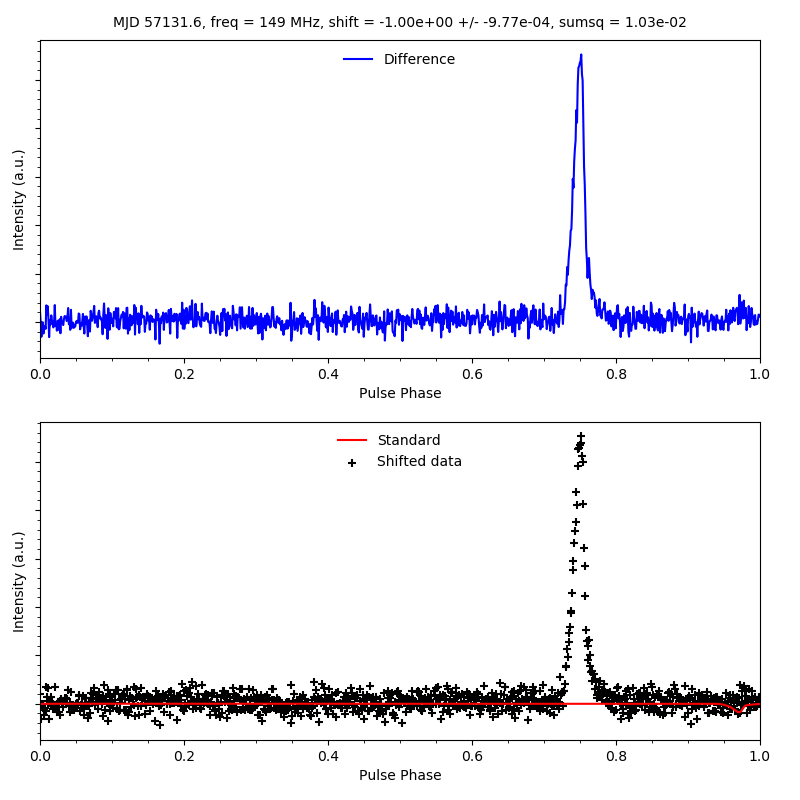 MJD 57131.6, freq = 149 MHz, shift = -1.00e+00 +/- -9.77e-04, sumsq = 1.03e-02
Difference
Intensity (a.u.)
0.0 0.2 0.4 0.6 0.8 1.0
Pulse Phase
Standard
Shifted data
Intensity (a.u.)
0.0 0.2 0.4 0.6 0.8 1.0
Pulse Phase